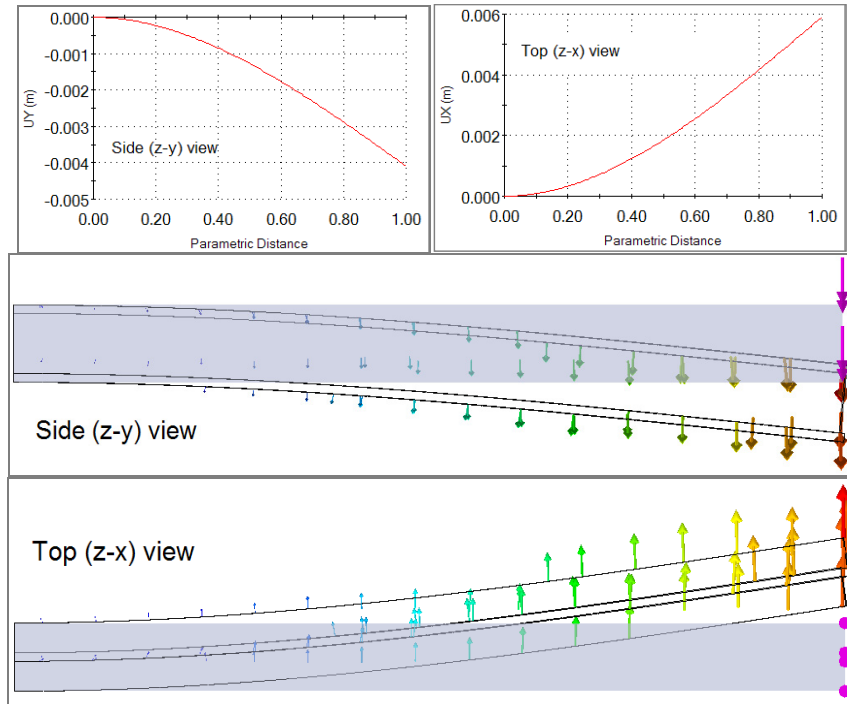 0.000
-0.001
-0.002
-0.003
-0.004
-0.005
UY (m)
Side (z-y) view
0.00 0.20 0.40 0.60 0.80 1.00
Parametric Distance
0.006
0.004
0.002
0.000
UX (m)
Top (z-x) view
0.00 0.20 0.40 0.60 0.80 1.00
Parametric Distance
Side (z-y) view
Top (z-x) view